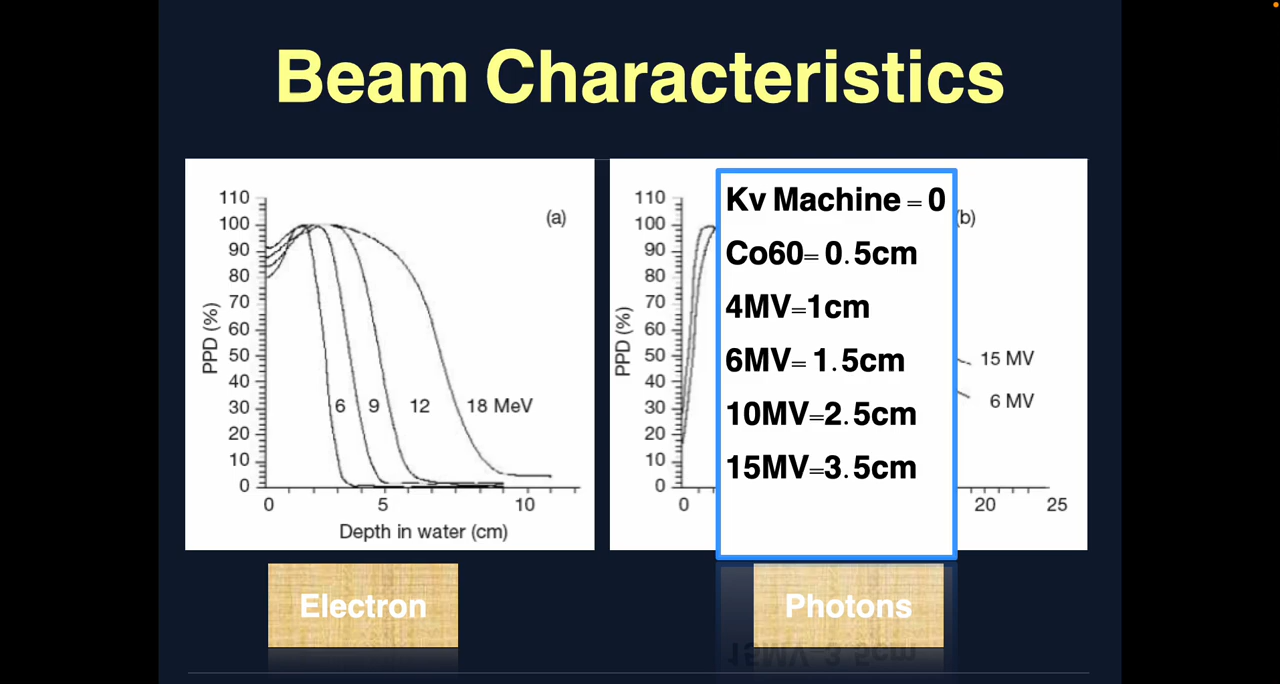 Beam Characteristics
110
100
90
80
70
60
50
40
30
20
10
0
PPD (%)
(a)
6
9
12
18 MeV
0
5
10
Depth in water (cm)
110
100
90
80
70
60
50
40
30
20
10
0
PPD (%)
(b)
15 MV
6 MV
0
20
25
Kv Machine = 0
Co60= 0.5cm
4MV=1cm
6MV= 1.5cm
10MV=2.5cm
15MV=3.5cm
Electron
Photons
15MV=3.5cm